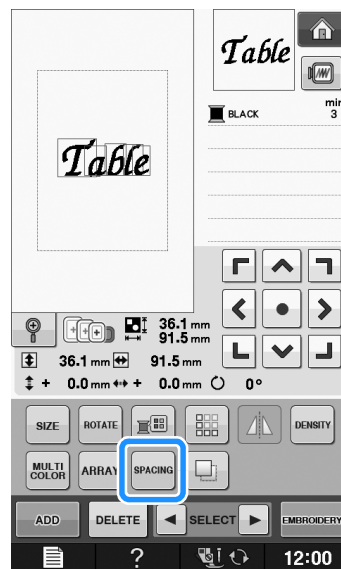 Table
min
BLACK 3
Table
36.1 mm
91.5 mm
36.1 mm 91.5 mm
+ 0.0 mm + 0.0 mm 0°
SIZE ROTATE DENSITY
MULTI COLOR ARRAY SPACING
ADD DELETE SELECT EMBROIDERY
? 12:00